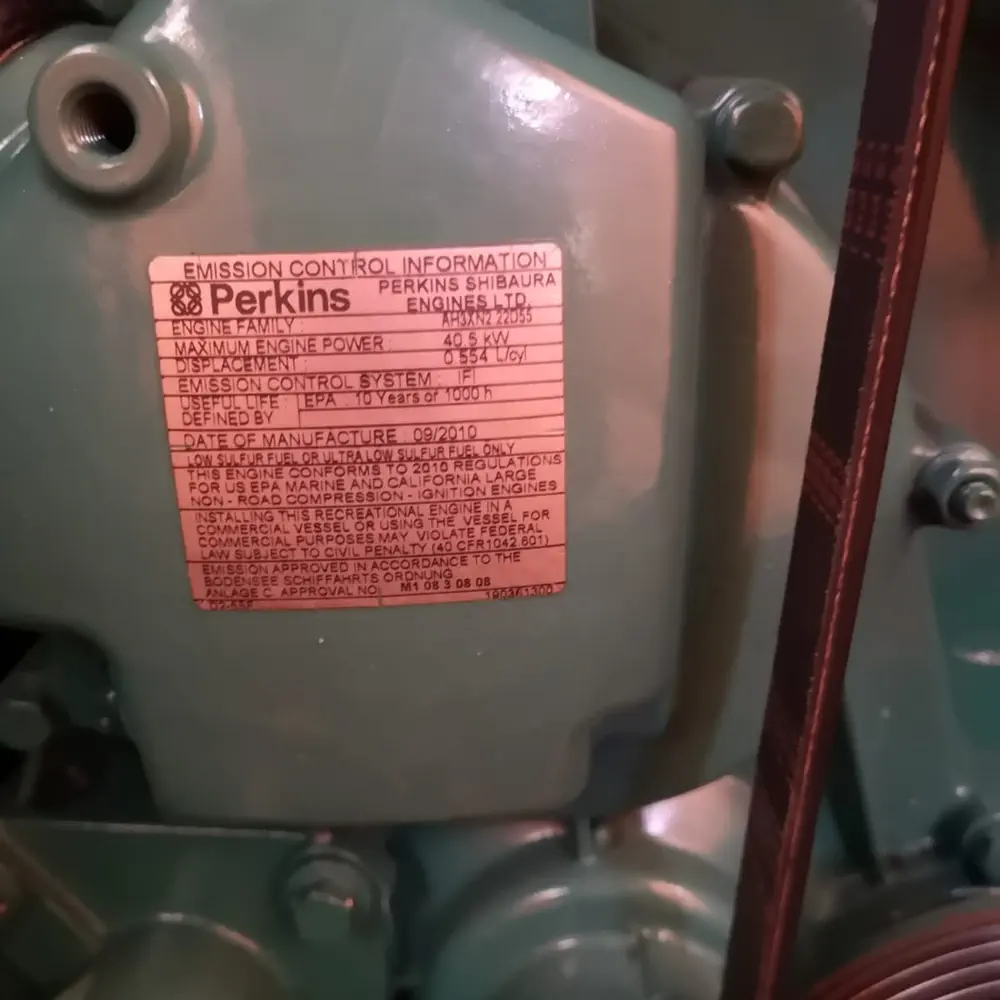 EMISSION CONTROL INFORMATION
Perkins PERKINS SHIBAURA
ENGINES LTD.
ENGINE FAMILY : AH3XN2.22D55
MAXIMUM ENGINE POWER : 40.5 kW
DISPLACEMENT : 0.554 L/cyl
EMISSION CONTROL SYSTEM : IFI
USEFUL LIFE : EPA : 10 Years or 1000 h
DEFINED BY
DATE OF MANUFACTURE : 09/2010
LOW SULFUR FUEL OR ULTRA LOW SULFUR FUEL ONLY
THIS ENGINE CONFORMS TO 2010 REGULATIONS
FOR US EPA MARINE AND CALIFORNIA LARGE
NON - ROAD COMPRESSION - IGNITION ENGINES
INSTALLING THIS RECREATIONAL ENGINE IN A
COMMERCIAL VESSEL OR USING THE VESSEL FOR
COMMERCIAL PURPOSES MAY VIOLATE FEDERAL
LAW SUBJECT TO CIVIL PENALTY (40 CFR1042.601)
EMISSION APPROVED IN ACCORDANCE TO THE
BODENSEE SCHIFFAHRTS ORDNUNG
ANLAGE C. APPROVAL NO. M1 08 3 08 08
D2-55F 190361300